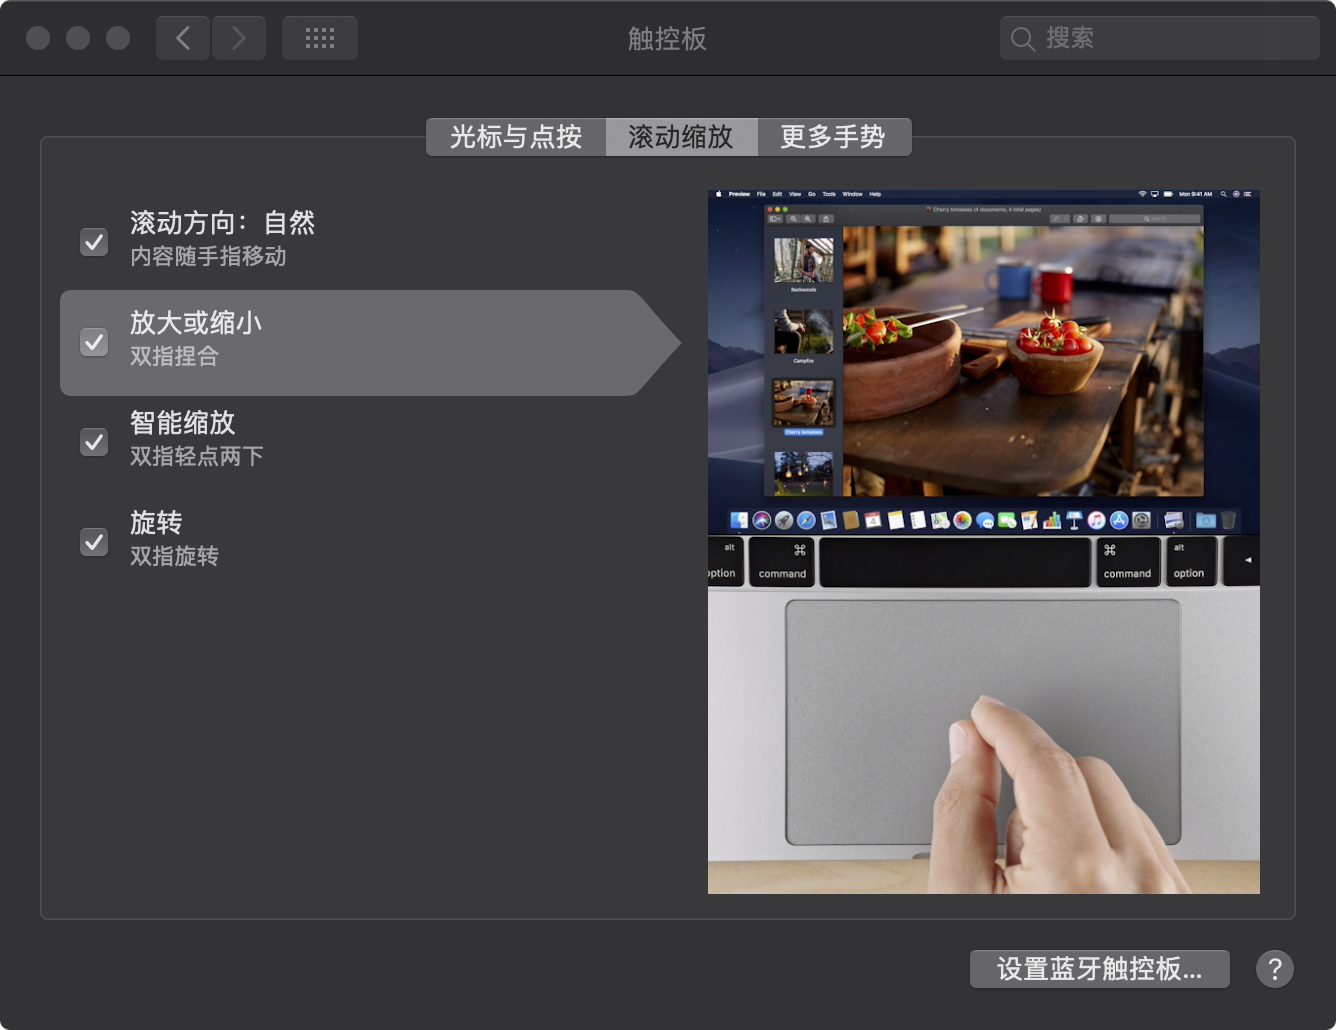 触控板
搜索
光标与点按
滚动缩放
更多手势
滚动方向：自然
内容随手指移动
放大或缩小
双指捏合
智能缩放
双指轻点两下
旋转
双指旋转
Preview File Edit View Go Tools Window Help
Mon 9:41 AM
Cherry tomatoes (4 documents, 4 total pages)
Search
Backwoods
Campfire
Cherry tomatoes
alt
option
⌘
command
⌘
command
alt
option
设置蓝牙触控板...
?